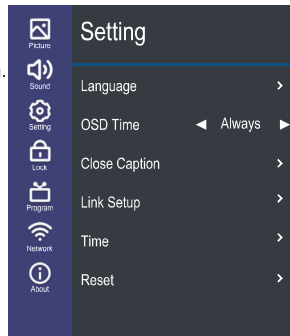 Picture
Sound
Setting
Lock
Program
Network
About
Setting
Language
OSD Time Always
Close Caption
Link Setup
Time
Reset